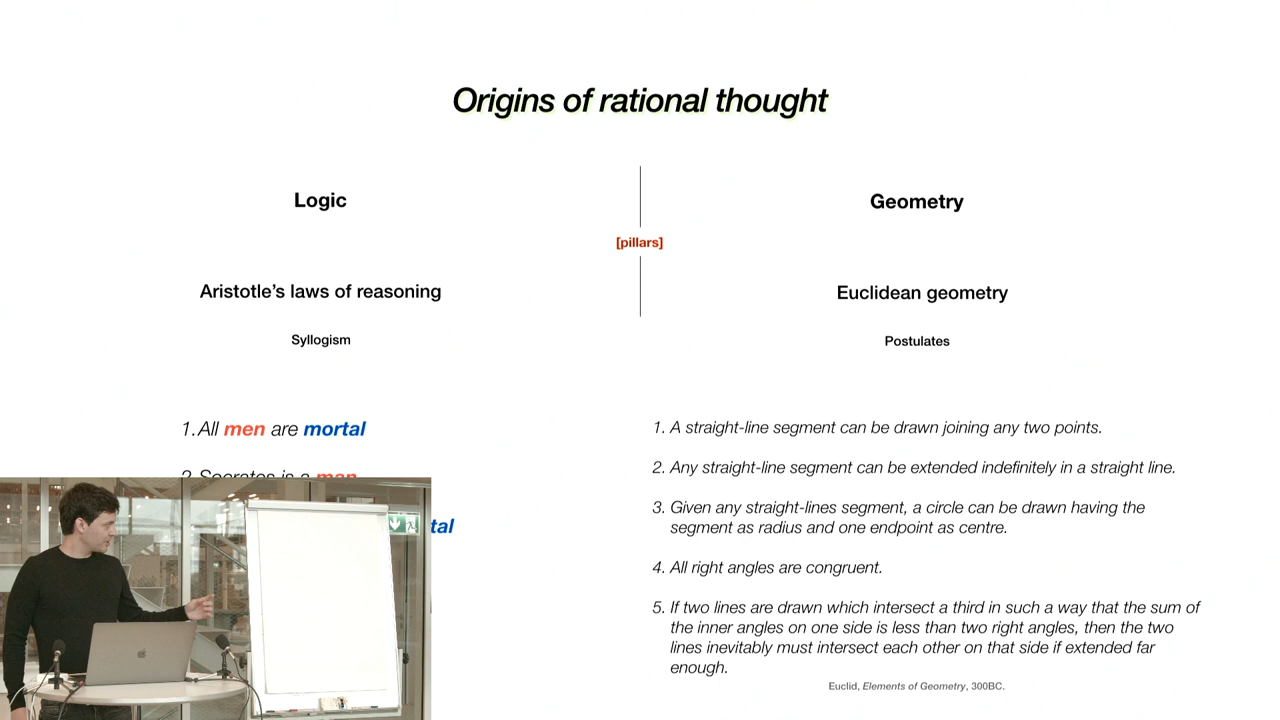 Origins of rational thought
Logic
Geometry
[pillars]
Aristotle's laws of reasoning
Euclidean geometry
Syllogism
Postulates
1. All men are mortal
2. Socrates is a man
tal
1. A straight-line segment can be drawn joining any two points.
2. Any straight-line segment can be extended indefinitely in a straight line.
3. Given any straight-lines segment, a circle can be drawn having the
segment as radius and one endpoint as centre.
4. All right angles are congruent.
5. If two lines are drawn which intersect a third in such a way that the sum of
the inner angles on one side is less than two right angles, then the two
lines inevitably must intersect each other on that side if extended far
enough.
Euclid, Elements of Geometry, 300BC.